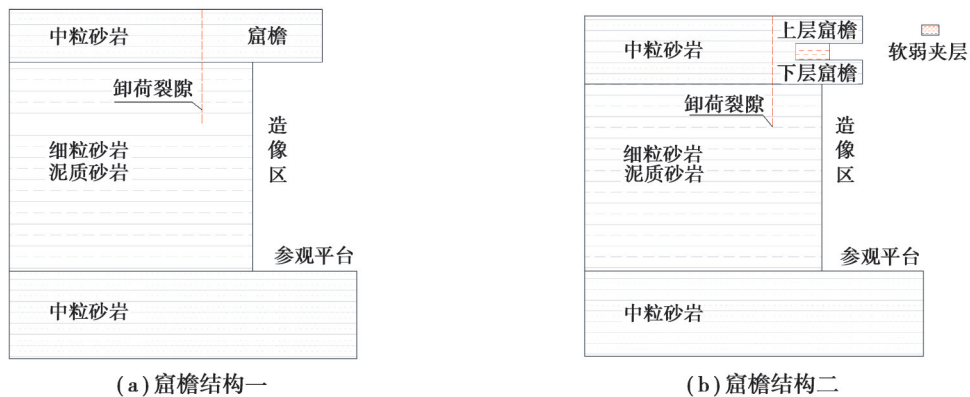 中粒砂岩
窟檐
卸荷裂隙
细粒砂岩
泥质砂岩
造像区
参观平台
中粒砂岩
(a)窟檐结构一
上层窟檐
中粒砂岩
下层窟檐
软弱夹层
卸荷裂隙
细粒砂岩
泥质砂岩
造像区
参观平台
中粒砂岩
(b)窟檐结构二